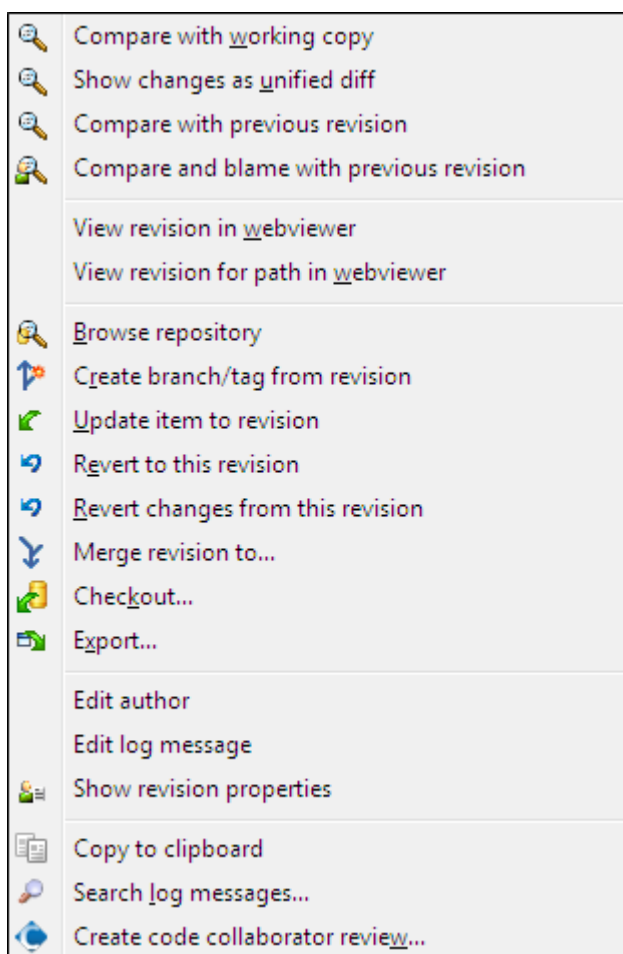 Compare with working copy
Show changes as unified diff
Compare with previous revision
Compare and blame with previous revision
View revision in webviewer
View revision for path in webviewer
Browse repository
Create branch/tag from revision
Update item to revision
Revert to this revision
Revert changes from this revision
Merge revision to...
Checkout...
Export...
Edit author
Edit log message
Show revision properties
Copy to clipboard
Search log messages...
Create code collaborator review...